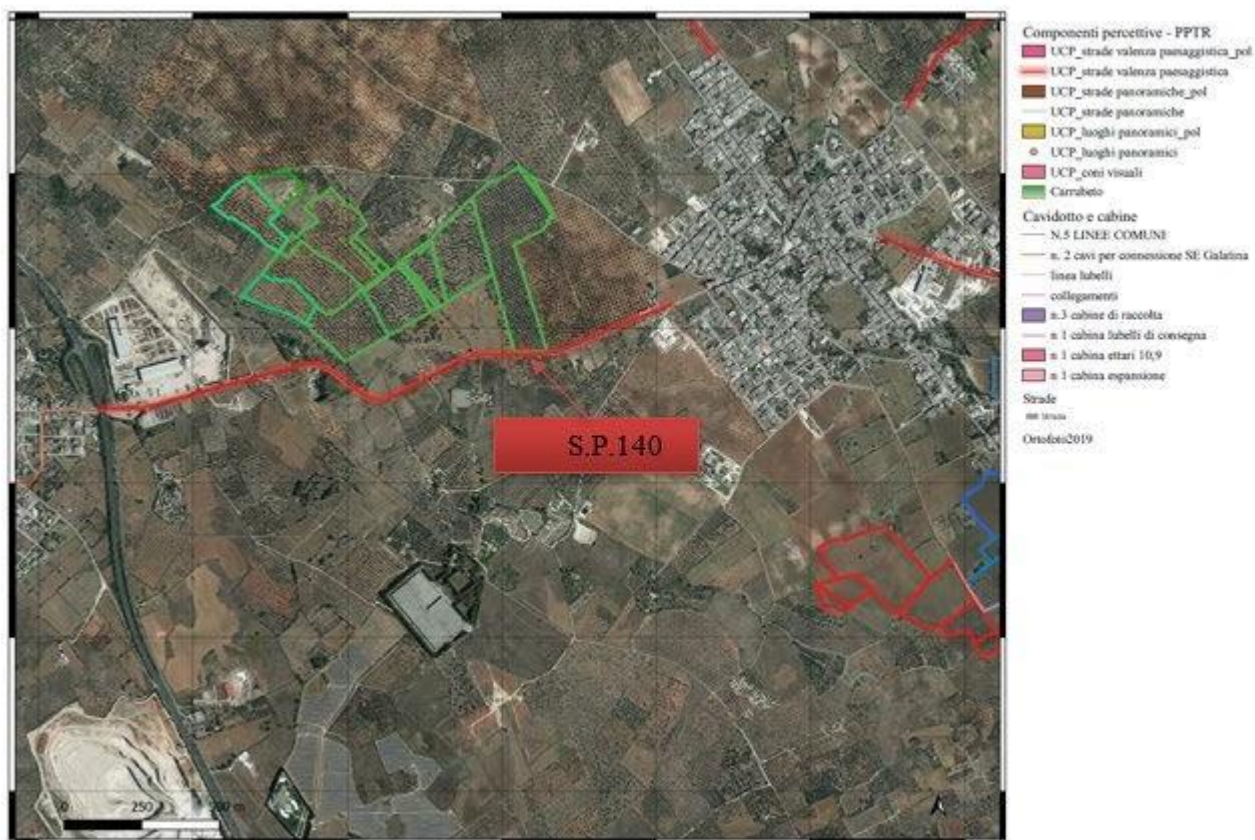 Componenti percettive - PPTR
UCP_strade valenza paesaggistica_pol
UCP_strade valenza paesaggistica
UCP_strade panoramiche_pol
UCP_strade panoramiche
UCP_luoghi panoramici_pol
UCP_luoghi panoramici
UCP_coni visuali
Carrubeto
Cavidotto e cabine
N.5 LINEE COMUNI
n. 2 cavi per connessione SE Galatina
linea lubelli
collegamenti
n.3 cabine di raccolta
n 1 cabina lubelli di consegna
n 1 cabina ettari 10,9
n 1 cabina espansione
Strade
Ortofoto2019
S.P.140
0 250 m